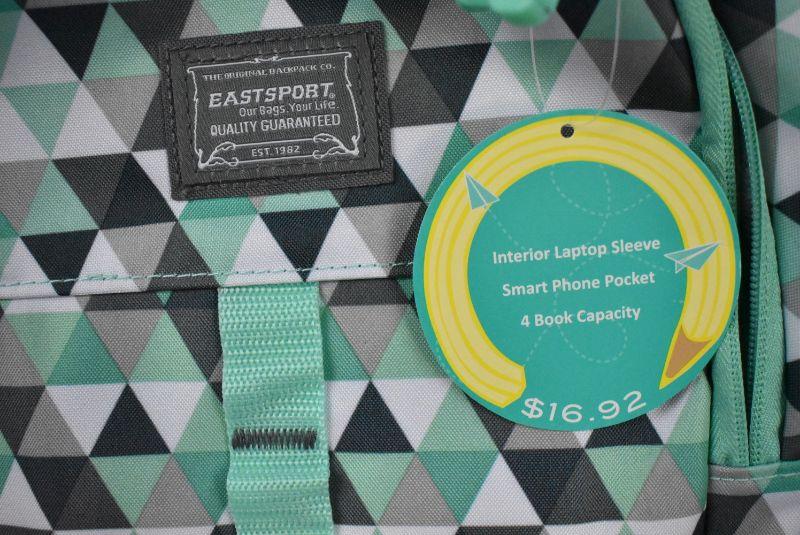 THE ORIGINAL BACKPACK CO.
EASTSPORT®
Our Bags. Your Life.
QUALITY GUARANTEED
EST. 1982
Interior Laptop Sleeve
Smart Phone Pocket
4 Book Capacity
$16.92